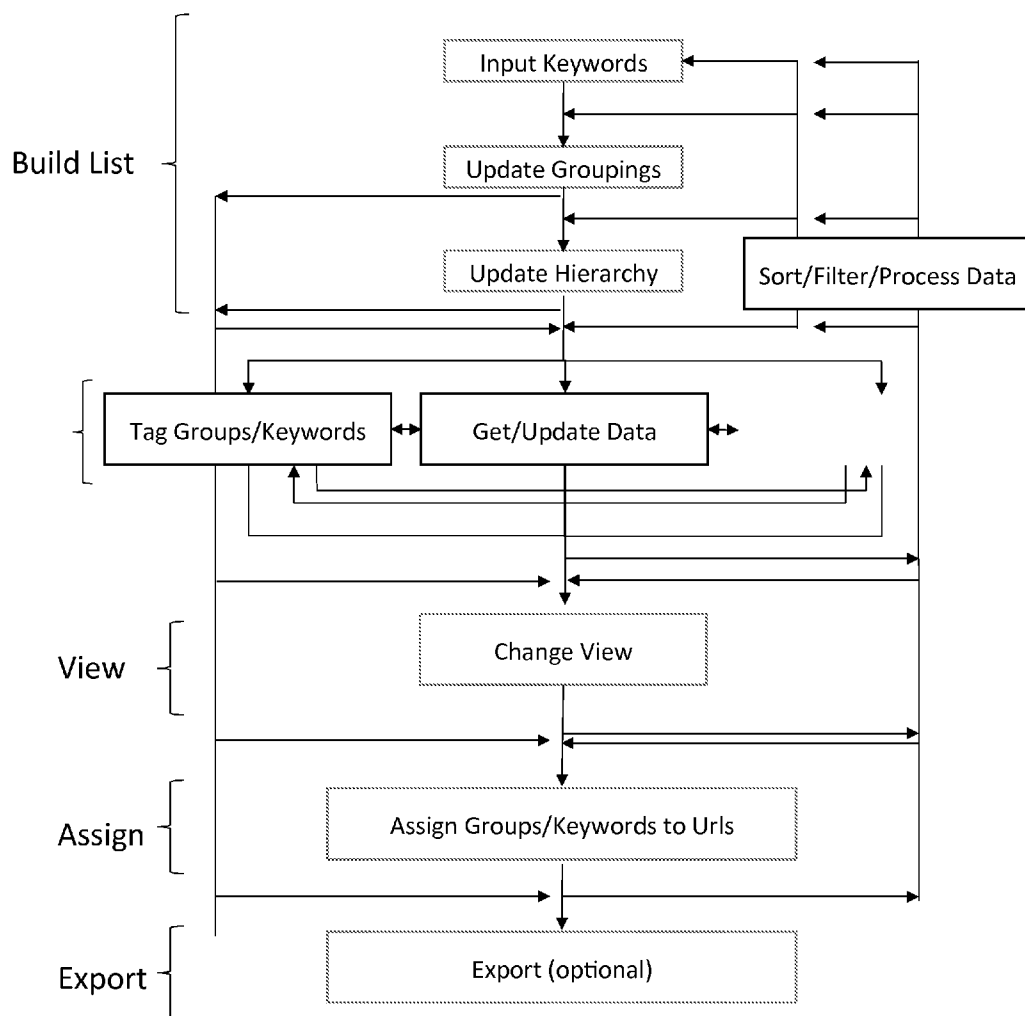 Input Keywords
Build List
Update Groupings
Update Hierarchy
Sort/Filter/Process Data
Tag Groups/Keywords
Get/Update Data
View
Change View
Assign
Assign Groups/Keywords to Urls
Export
Export (optional)